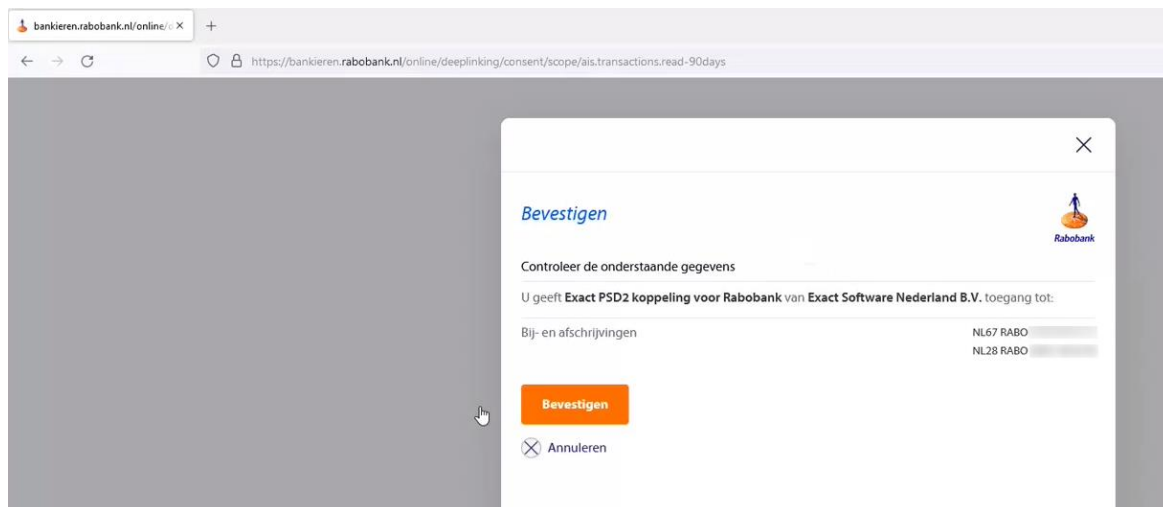 bankieren.rabobank.nl/online/
https://bankieren.rabobank.nl/online/deeplinking/consent/scope/ais.transactions.read-90days
Bevestigen
Rabobank
Controleer de onderstaande gegevens
U geeft Exact PSD2 koppeling voor Rabobank van Exact Software Nederland B.V. toegang tot:
Bij- en afschrijvingen NL67 RABO
NL28 RABO
Bevestigen
Annuleren